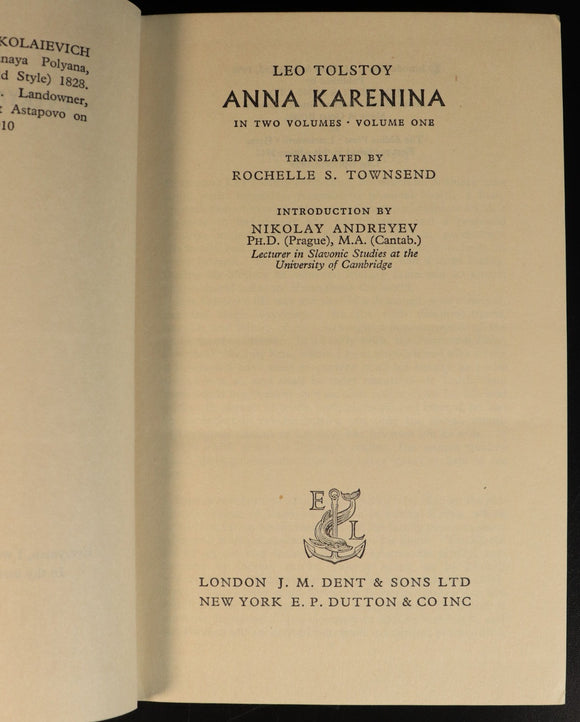 KOLAIEVICH
naya Polyana,
d Style) 1828.
. Landowner,
t Astapovo on
10
LEO TOLSTOY
ANNA KARENINA
IN TWO VOLUMES · VOLUME ONE
TRANSLATED BY
ROCHELLE S. TOWNSEND
INTRODUCTION BY
NIKOLAY ANDREYEV
PH.D. (Prague), M.A. (Cantab.)
Lecturer in Slavonic Studies at the
University of Cambridge
E L
LONDON J. M. DENT & SONS LTD
NEW YORK E. P. DUTTON & CO INC